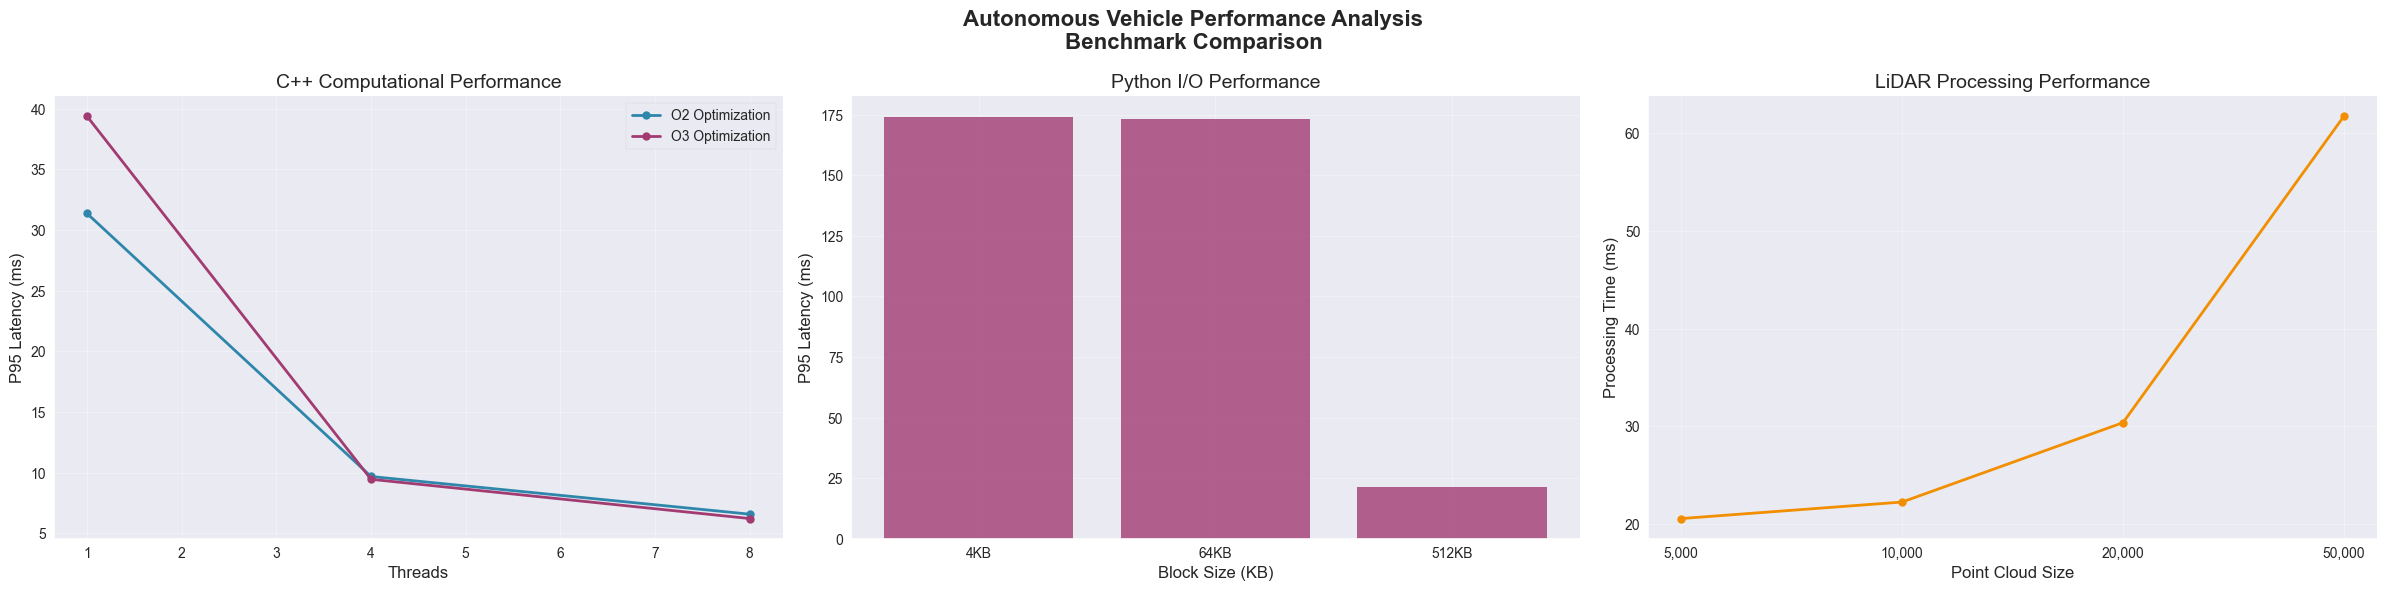 Autonomous Vehicle Performance Analysis
Benchmark Comparison
C++ Computational Performance
P95 Latency (ms)
40
35
30
25
20
15
10
5
1 2 3 4 5 6 7 8
Threads
O2 Optimization
O3 Optimization
Python I/O Performance
P95 Latency (ms)
175
150
125
100
75
50
25
0
4KB 64KB 512KB
Block Size (KB)
LiDAR Processing Performance
Processing Time (ms)
60
50
40
30
20
5,000 10,000 20,000 50,000
Point Cloud Size